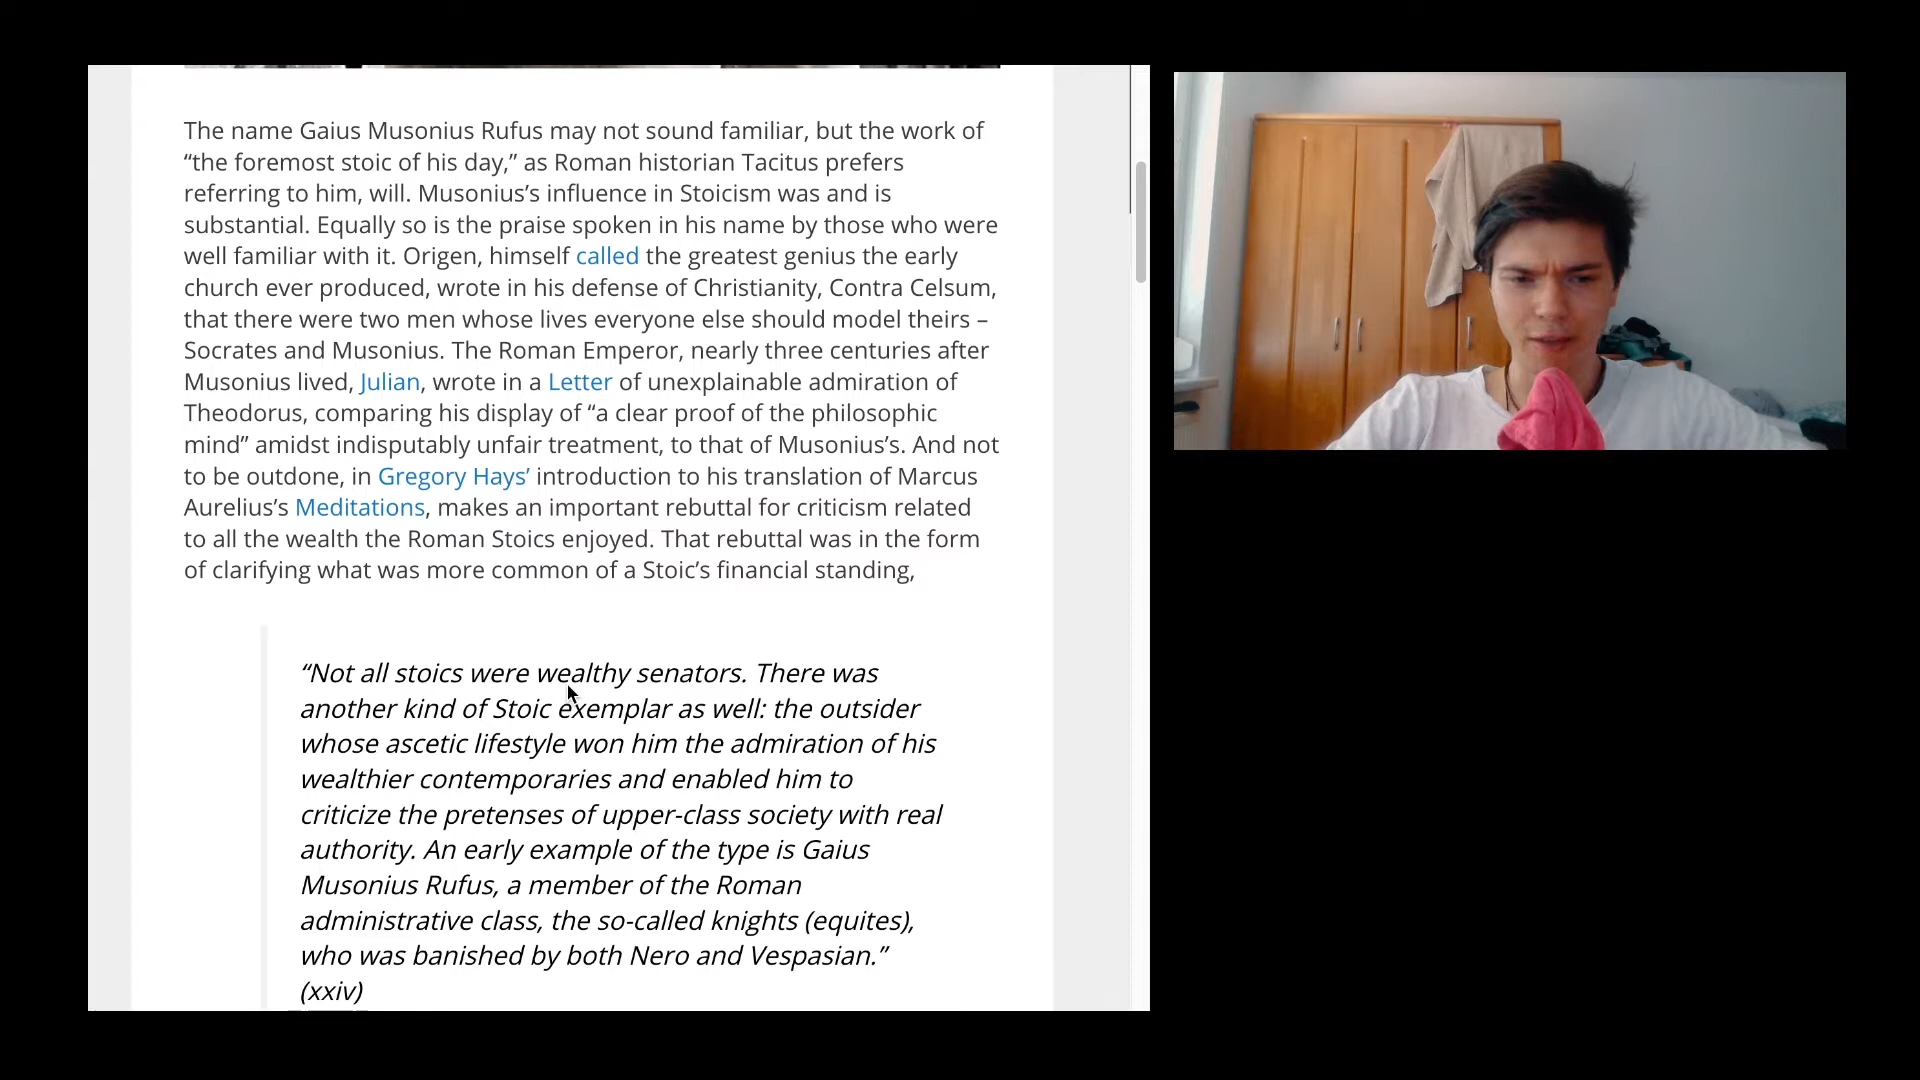 The name Gaius Musonius Rufus may not sound familiar, but the work of
“the foremost stoic of his day,” as Roman historian Tacitus prefers
referring to him, will. Musonius’s influence in Stoicism was and is
substantial. Equally so is the praise spoken in his name by those who were
well familiar with it. Origen, himself called the greatest genius the early
church ever produced, wrote in his defense of Christianity, Contra Celsum,
that there were two men whose lives everyone else should model theirs –
Socrates and Musonius. The Roman Emperor, nearly three centuries after
Musonius lived, Julian, wrote in a Letter of unexplainable admiration of
Theodorus, comparing his display of “a clear proof of the philosophic
mind” amidst indisputably unfair treatment, to that of Musonius’s. And not
to be outdone, in Gregory Hays’ introduction to his translation of Marcus
Aurelius’s Meditations, makes an important rebuttal for criticism related
to all the wealth the Roman Stoics enjoyed. That rebuttal was in the form
of clarifying what was more common of a Stoic’s financial standing,
“Not all stoics were wealthy senators. There was
another kind of Stoic exemplar as well: the outsider
whose ascetic lifestyle won him the admiration of his
wealthier contemporaries and enabled him to
criticize the pretenses of upper-class society with real
authority. An early example of the type is Gaius
Musonius Rufus, a member of the Roman
administrative class, the so-called knights (equites),
who was banished by both Nero and Vespasian.”
(xxiv)